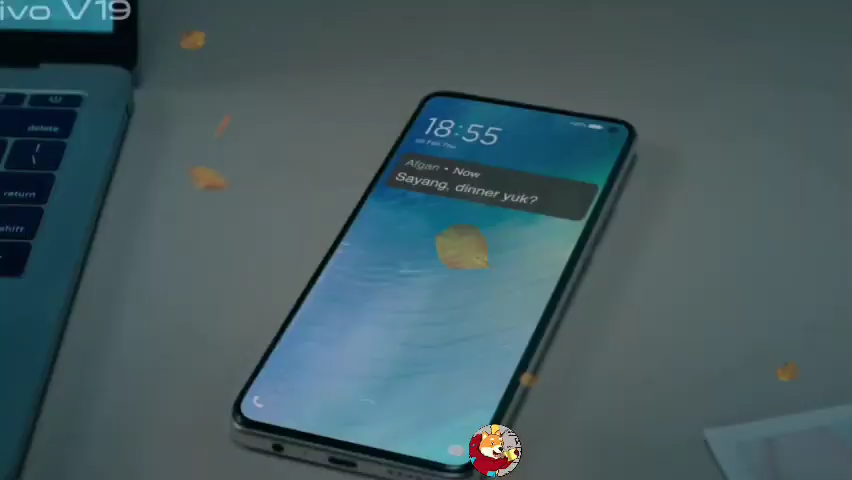 ivo V19
delete
return
shift
18:55
Afgan • Now
Sayang, dinner yuk?